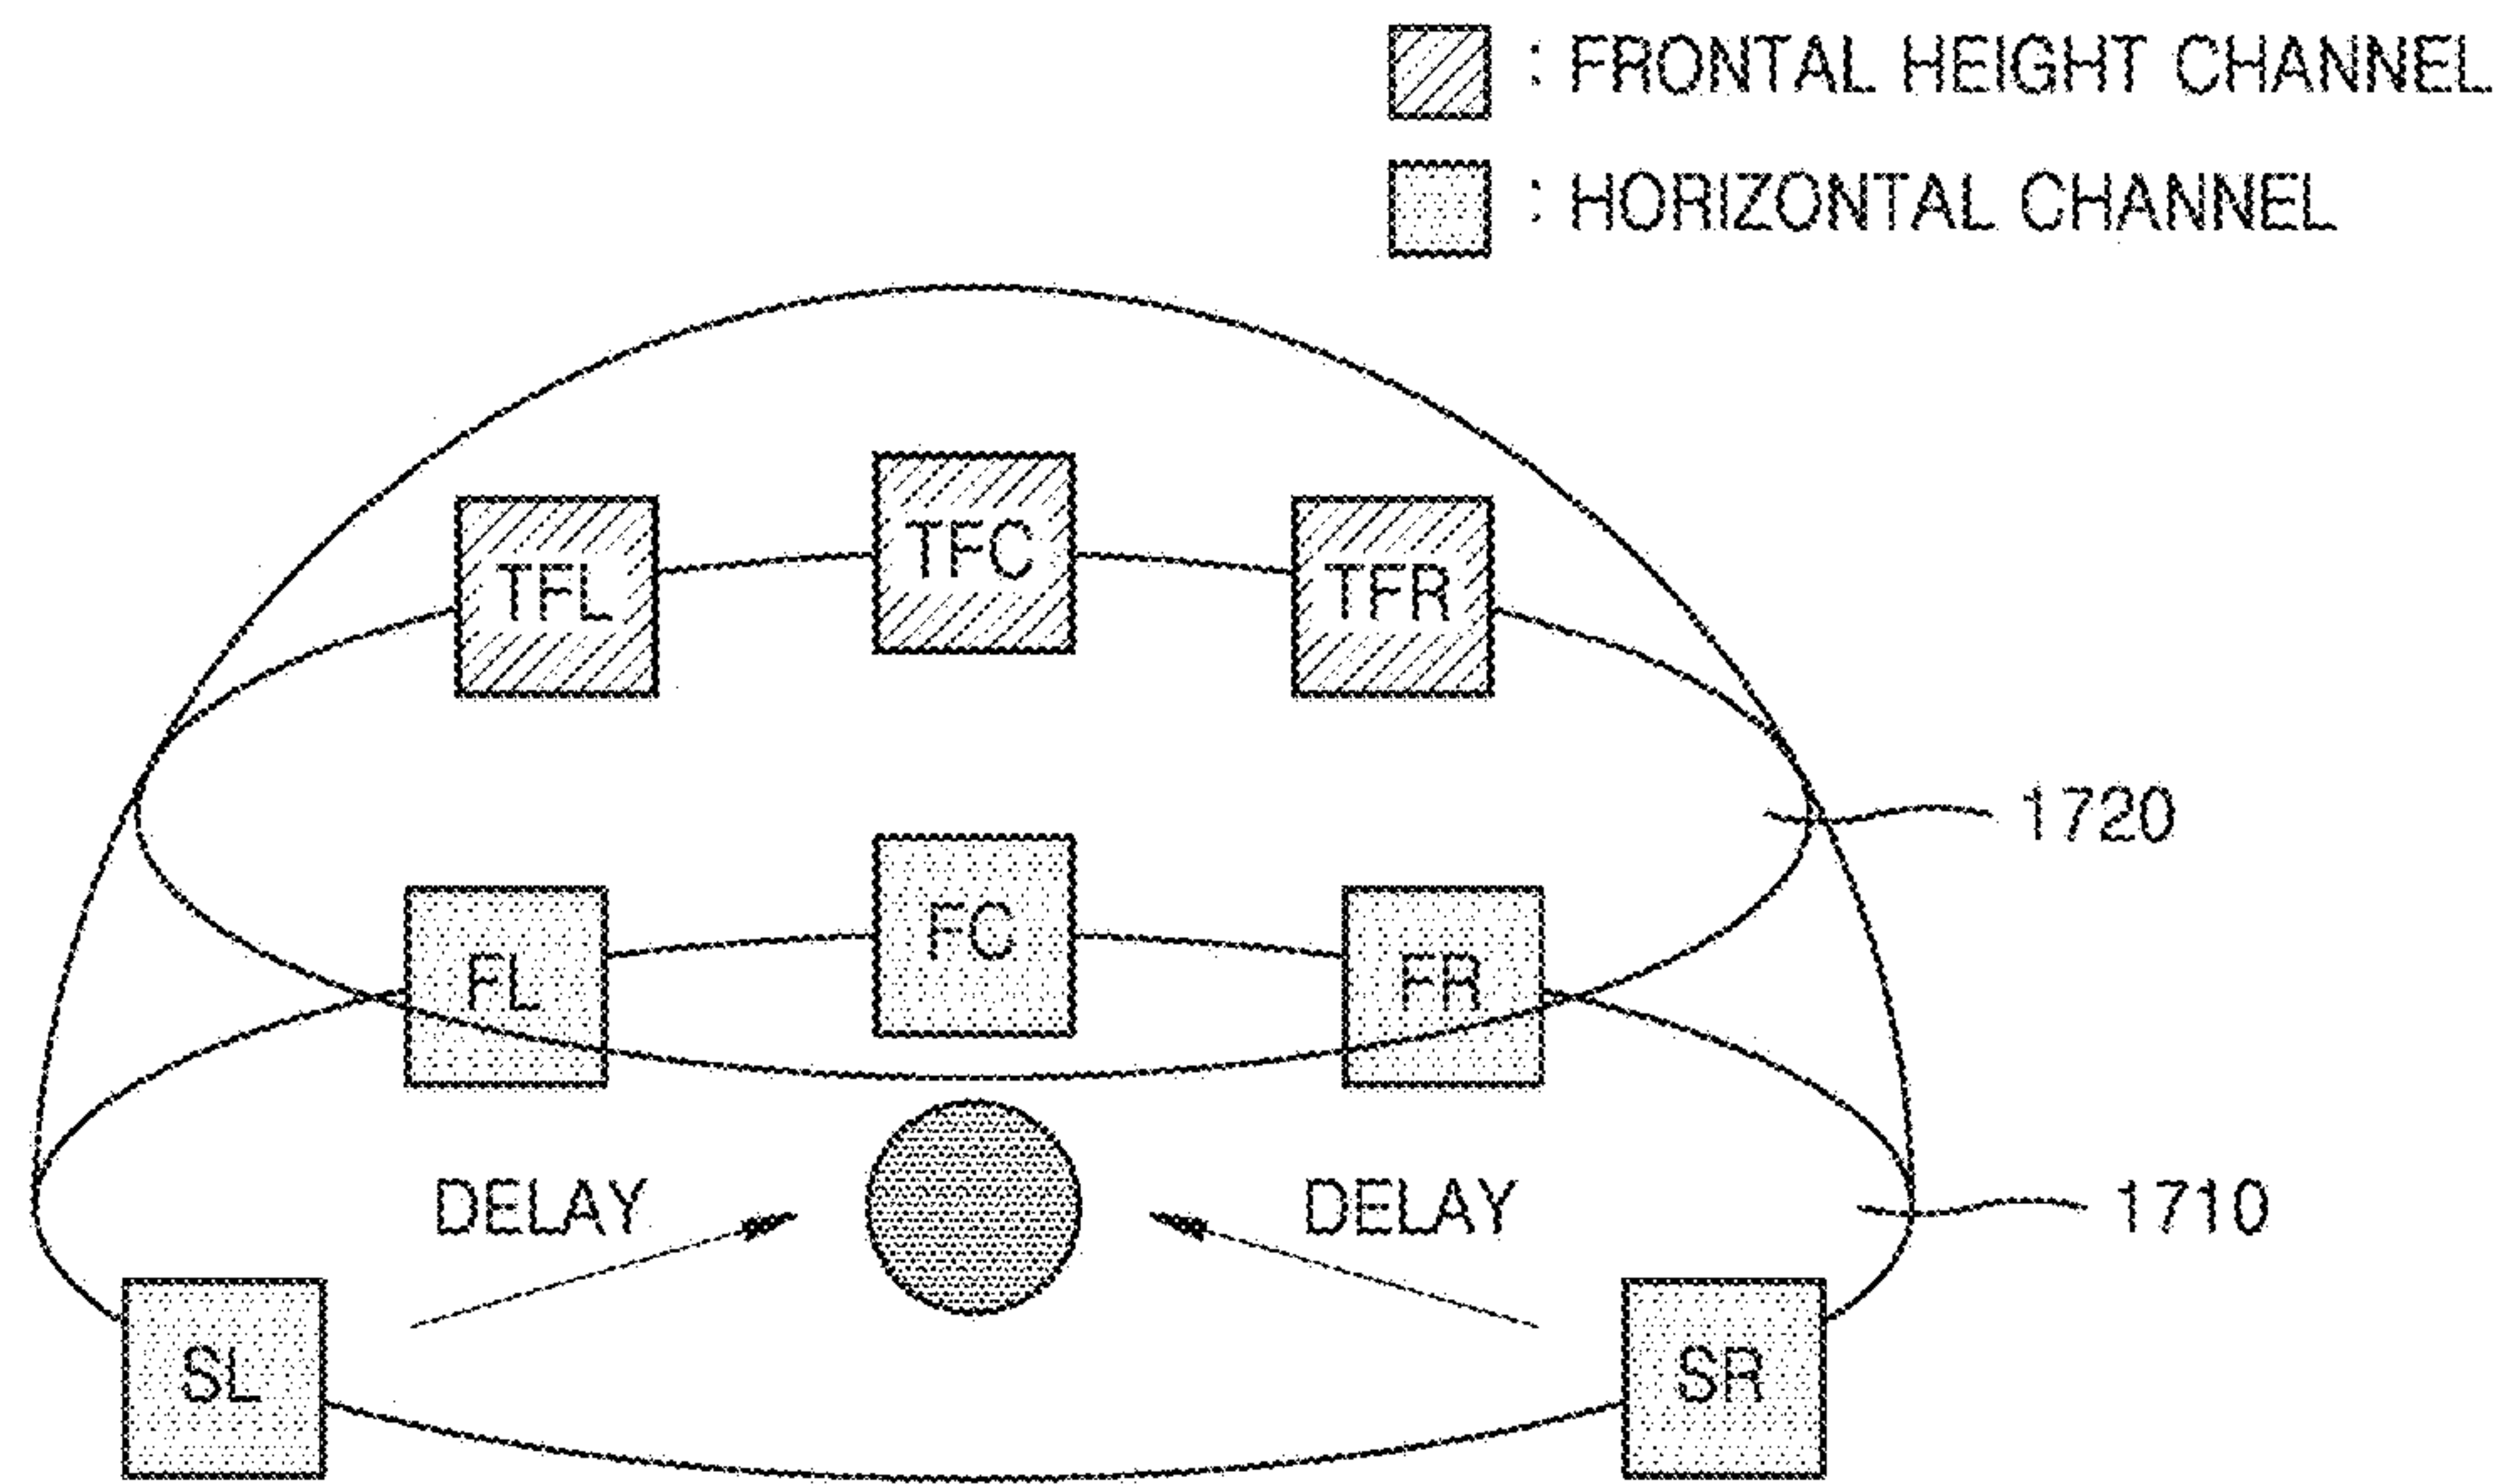 : FRONTAL HEIGHT CHANNEL
: HORIZONTAL CHANNEL
TFL TFC TFR
1720
FL FC FR
DELAY DELAY 1710
SL SR